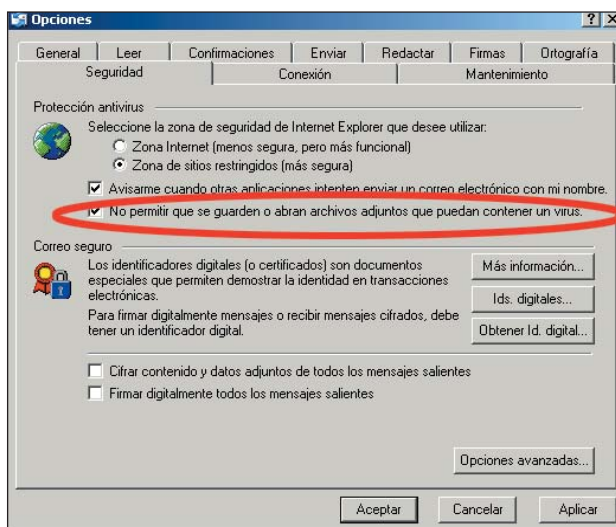 Opciones
General Leer Confirmaciones Enviar Redactar Firmas Ortografía
Seguridad Conexión Mantenimiento
Protección antivirus
Seleccione la zona de seguridad de Internet Explorer que desee utilizar:
Zona Internet (menos segura, pero más funcional)
Zona de sitios restringidos (más segura)
Avisarme cuando otras aplicaciones intenten enviar un correo electrónico con mi nombre.
No permitir que se guarden o abran archivos adjuntos que puedan contener un virus.
Correo seguro
Los identificadores digitales (o certificados) son documentos
especiales que permiten demostrar la identidad en transacciones
electrónicas.
Más información...
Ids. digitales...
Para firmar digitalmente mensajes o recibir mensajes cifrados, debe
tener un identificador digital.
Obtener Id. digital...
Cifrar contenido y datos adjuntos de todos los mensajes salientes
Firmar digitalmente todos los mensajes salientes
Opciones avanzadas...
Aceptar Cancelar Aplicar